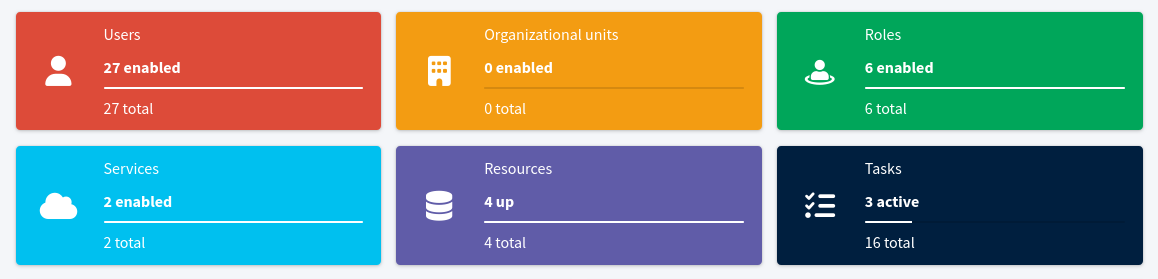 Users
27 enabled
27 total
Organizational units
0 enabled
0 total
Roles
6 enabled
6 total
Services
2 enabled
2 total
Resources
4 up
4 total
Tasks
3 active
16 total